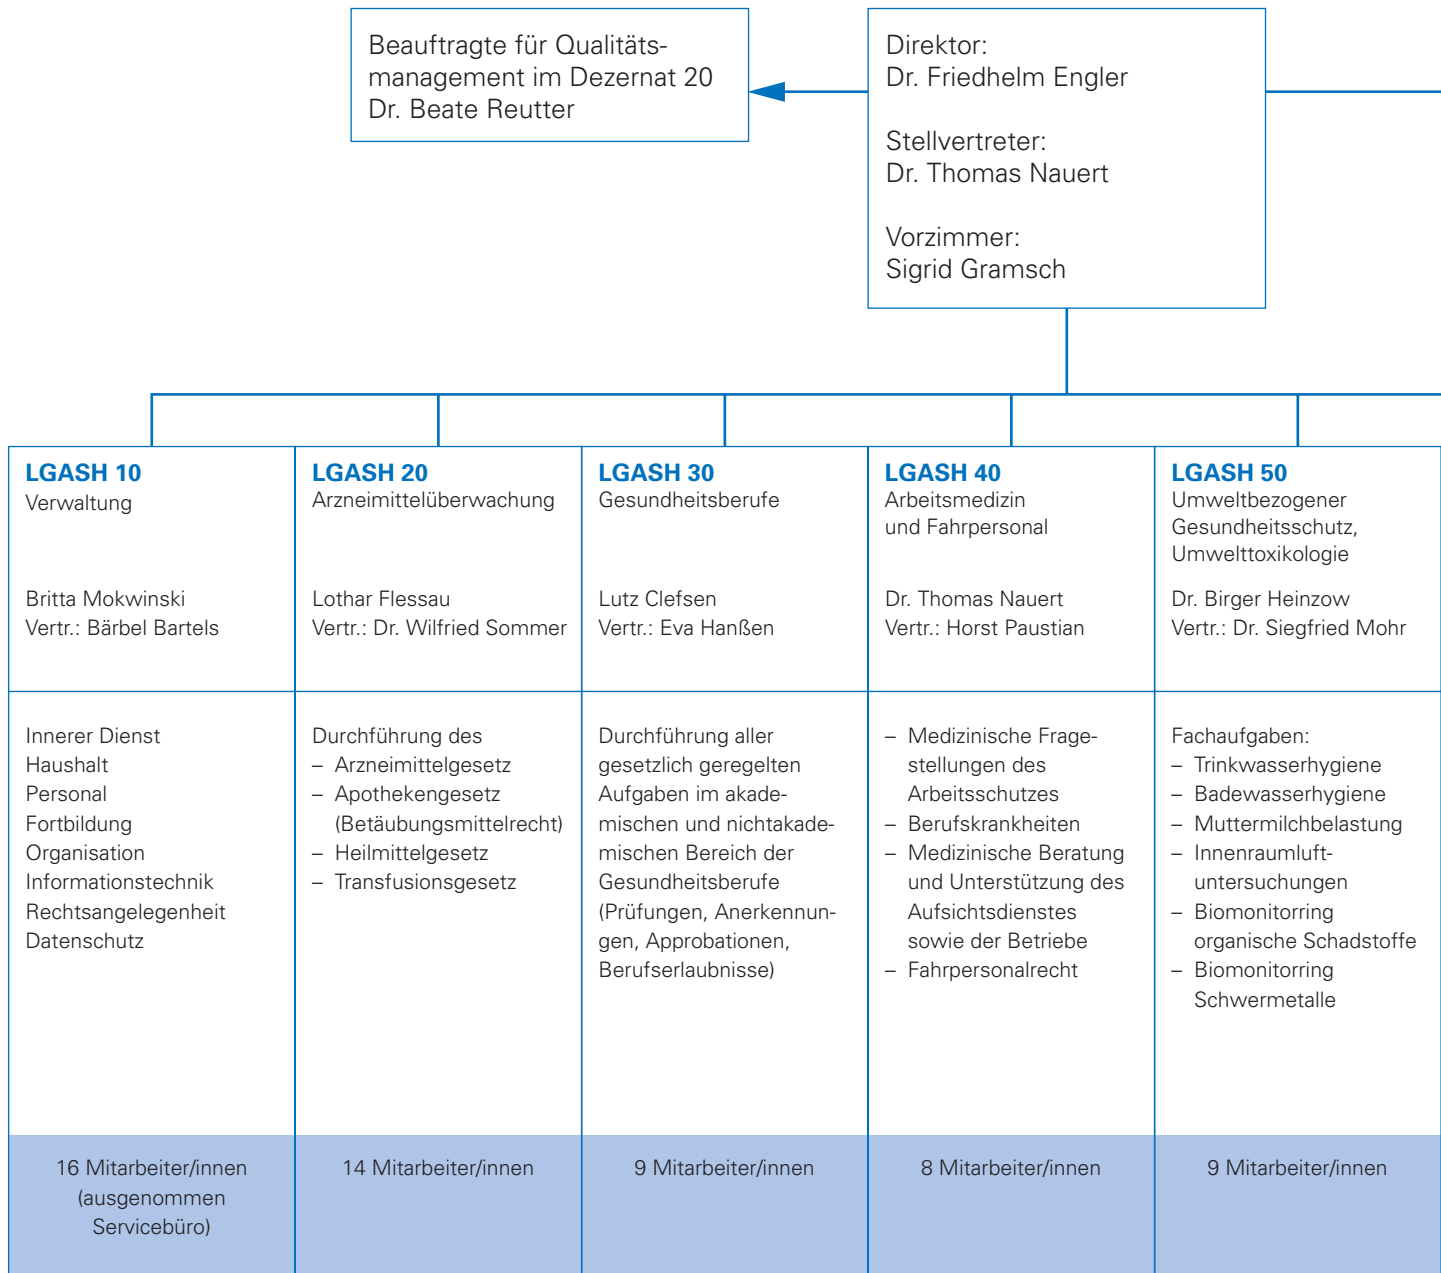 Beauftragte für Qualitäts-
management im Dezernat 20
Dr. Beate Reutter
Direktor:
Dr. Friedhelm Engler
Stellvertreter:
Dr. Thomas Nauert
Vorzimmer:
Sigrid Gramsch
LGASH 10
Verwaltung
Britta Mokwinski
Vertr.: Bärbel Bartels
Innerer Dienst
Haushalt
Personal
Fortbildung
Organisation
Informationstechnik
Rechtsangelegenheit
Datenschutz
16 Mitarbeiter/innen
(ausgenommen
Servicebüro)
LGASH 20
Arzneimittelüberwachung
Lothar Flessau
Vertr.: Dr. Wilfried Sommer
Durchführung des
– Arzneimittelgesetz
– Apothekengesetz
(Betäubungsmittelrecht)
– Heilmittelgesetz
– Transfusionsgesetz
14 Mitarbeiter/innen
LGASH 30
Gesundheitsberufe
Lutz Clefsen
Vertr.: Eva Hanßen
Durchführung aller
gesetzlich geregelten
Aufgaben im akade-
mischen und nichtakade-
mischen Bereich der
Gesundheitsberufe
(Prüfungen, Anerkennun-
gen, Approbationen,
Berufserlaubnisse)
9 Mitarbeiter/innen
LGASH 40
Arbeitsmedizin
und Fahrpersonal
Dr. Thomas Nauert
Vertr.: Horst Paustian
– Medizinische Frage-
stellungen des
Arbeitsschutzes
– Berufskrankheiten
– Medizinische Beratung
und Unterstützung des
Aufsichtsdienstes
sowie der Betriebe
– Fahrpersonalrecht
8 Mitarbeiter/innen
LGASH 50
Umweltbezogener
Gesundheitsschutz,
Umwelttoxikologie
Dr. Birger Heinzow
Vertr.: Dr. Siegfried Mohr
Fachaufgaben:
– Trinkwasserhygiene
– Badewasserhygiene
– Muttermilchbelastung
– Innenraumluft-
untersuchungen
– Biomonitorring
organische Schadstoffe
– Biomonitorring
Schwermetalle
9 Mitarbeiter/innen